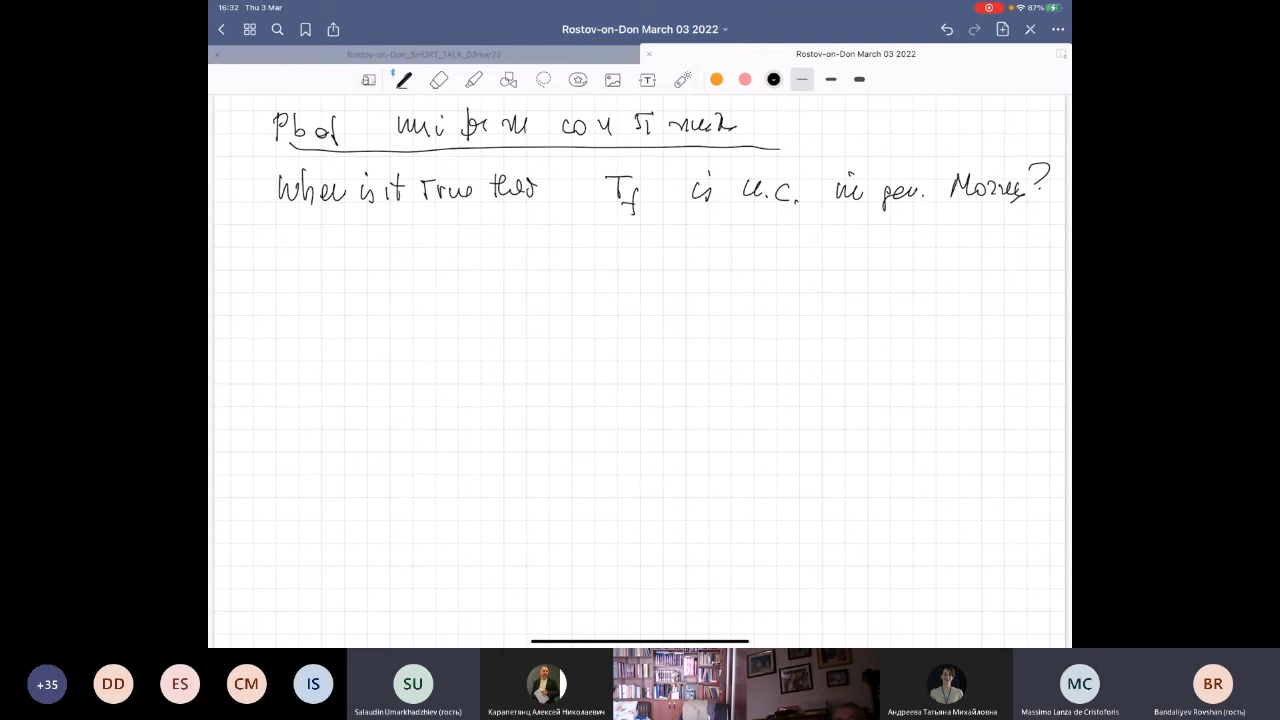 16:32 Thu 3 Mar
87%
Rostov-on-Don March 03 2022
Rostov-on-Don_SHORT_TALK_03mar22
Rostov-on-Don March 03 2022
Pb of uniform continuity
When is it true that T_f is u.c. in gen. Morrey?
+35
DD
ES
CM
IS
SU
MC
BR
Salaudin Umarkhadzhiev (гость)
Карапетянц Алексей Николаевич
Андреева Татьяна Михайловна
Massimo Lanza de Cristoforis
Bandaliyev Rovshan (гость)